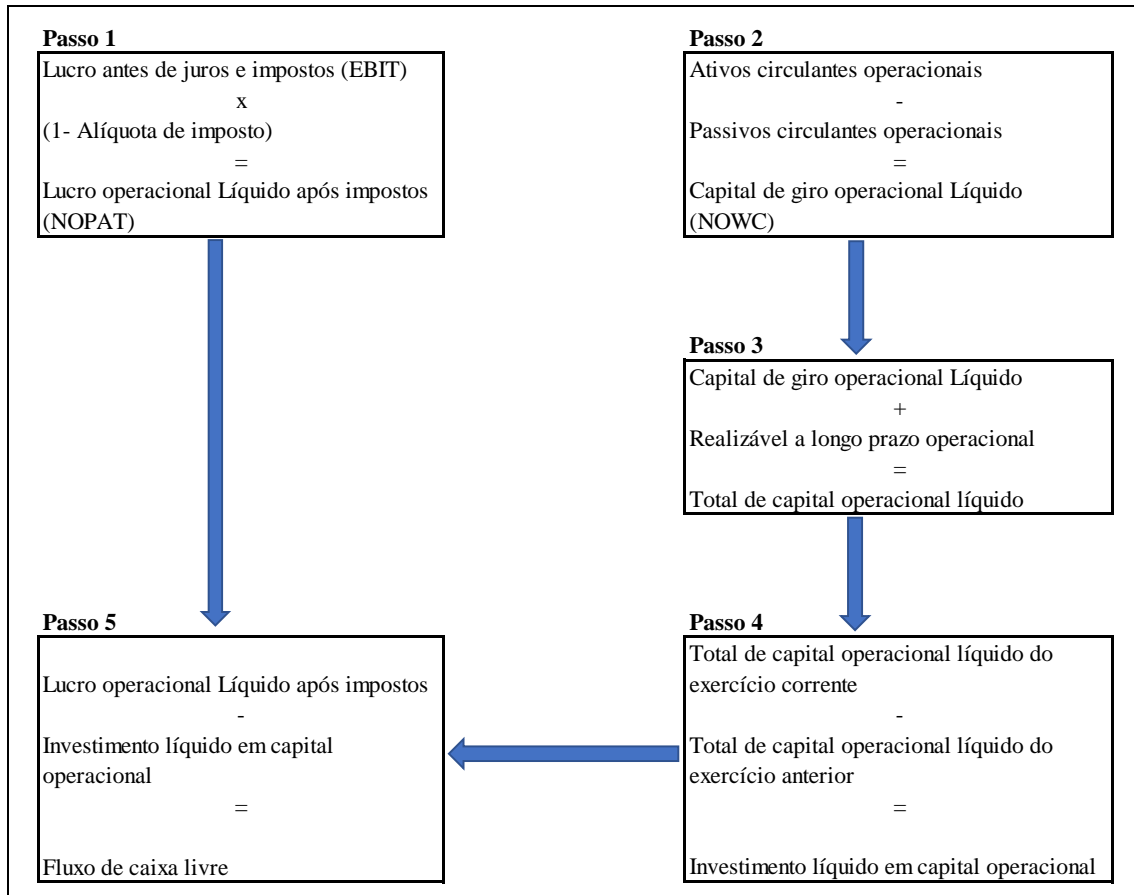 Passo 1
Lucro antes de juros e impostos (EBIT)
x
(1- Alíquota de imposto)
=
Lucro operacional Líquido após impostos
(NOPAT)
Passo 2
Ativos circulantes operacionais
-
Passivos circulantes operacionais
=
Capital de giro operacional Líquido
(NOWC)
Passo 3
Capital de giro operacional Líquido
+
Realizável a longo prazo operacional
=
Total de capital operacional líquido
Passo 4
Total de capital operacional líquido do
exercício corrente
-
Total de capital operacional líquido do
exercício anterior
=
Investimento líquido em capital operacional
Passo 5
Lucro operacional Líquido após impostos
-
Investimento líquido em capital
operacional
=
Fluxo de caixa livre